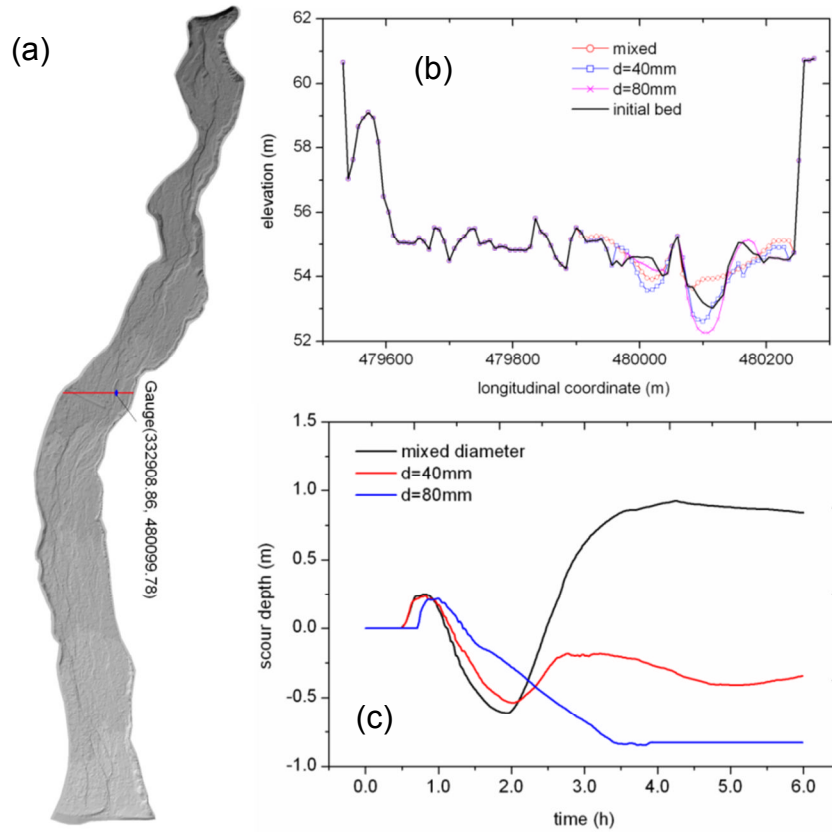 (a)
Gauge(332908.86, 480099.78)
(b)
mixed
d=40mm
d=80mm
initial bed
elevation (m)
62
60
58
56
54
52
479600
479800
480000
480200
longitudinal coordinate (m)
(c)
mixed diameter
d=40mm
d=80mm
scour depth (m)
1.5
1.0
0.5
0.0
-0.5
-1.0
0.0
1.0
2.0
3.0
4.0
5.0
6.0
time (h)